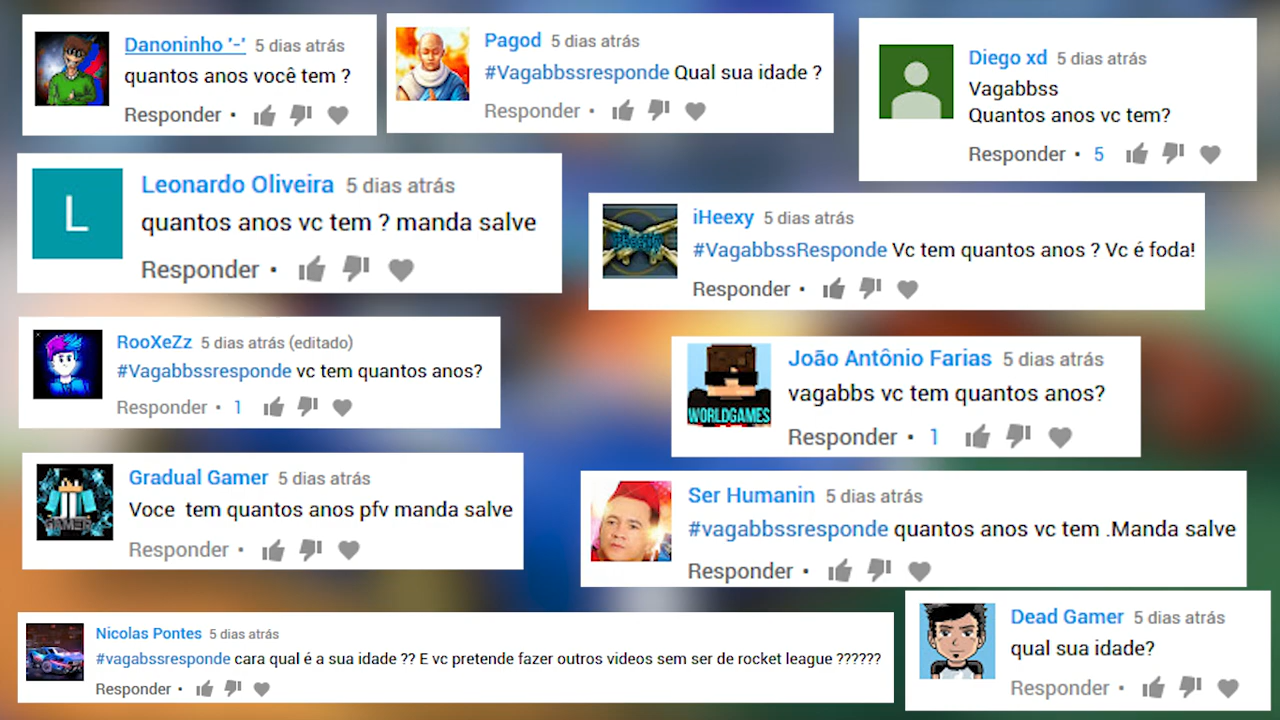 Danoninho '-' 5 dias atrás
quantos anos você tem ?
Responder •
Pagod 5 dias atrás
#Vagabbssresponde Qual sua idade ?
Responder •
Diego xd 5 dias atrás
Vagabbss
Quantos anos vc tem?
Responder • 5
L
Leonardo Oliveira 5 dias atrás
quantos anos vc tem ? manda salve
Responder •
iHeexy 5 dias atrás
#VagabbssResponde Vc tem quantos anos ? Vc é foda!
Responder •
RooXeZz 5 dias atrás (editado)
#Vagabbssresponde vc tem quantos anos?
Responder • 1
WORLDGAMES
João Antônio Farias 5 dias atrás
vagabbs vc tem quantos anos?
Responder • 1
GAMER
Gradual Gamer 5 dias atrás
Voce tem quantos anos pfv manda salve
Responder •
Ser Humanin 5 dias atrás
#vagabbssresponde quantos anos vc tem .Manda salve
Responder •
Nicolas Pontes 5 dias atrás
#vagabssresponde cara qual é a sua idade ?? E vc pretende fazer outros videos sem ser de rocket league ??????
Responder •
Dead Gamer 5 dias atrás
qual sua idade?
Responder •